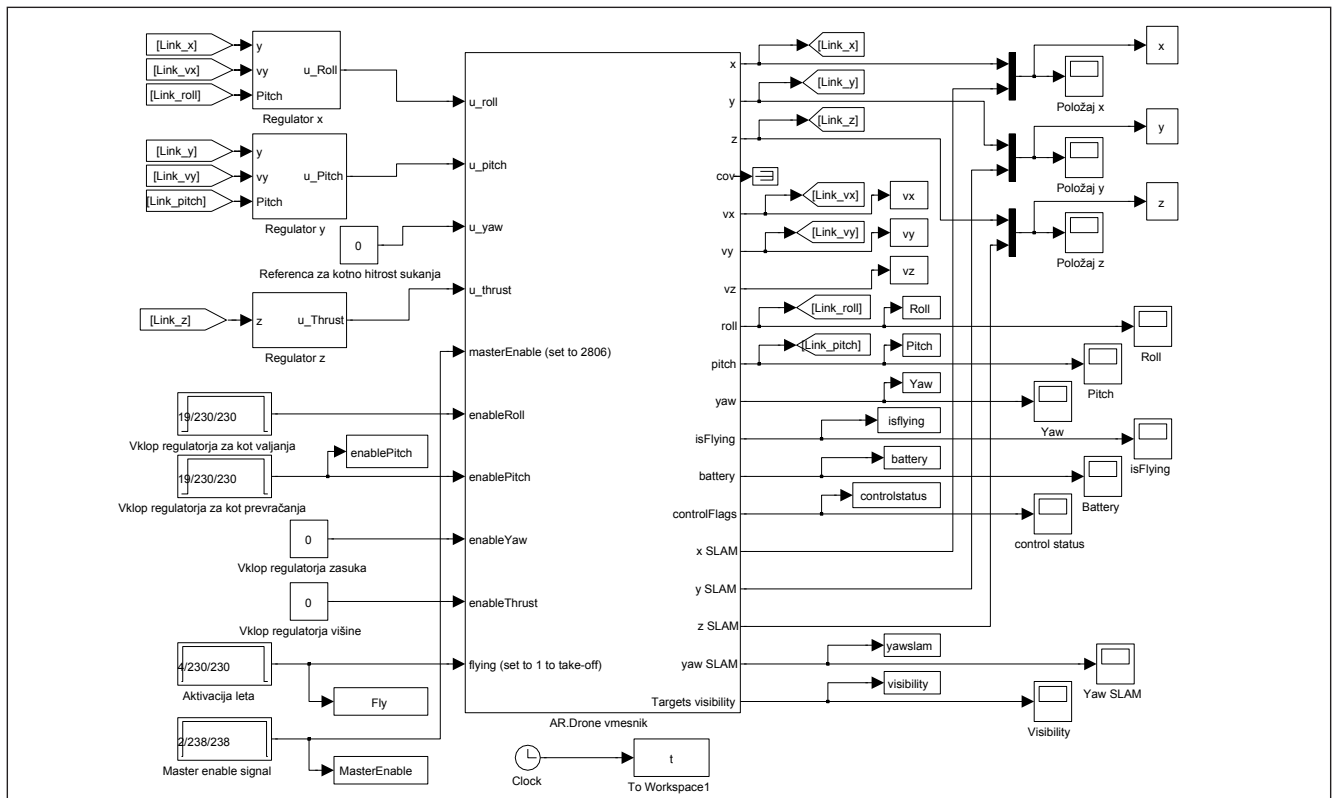 [Link_x]
[Link_vx]
[Link_roll]
y
vy
Pitch
u_Roll
Regulator x
[Link_y]
[Link_vy]
[Link_pitch]
y
vy
Pitch
u_Pitch
Regulator y
0
Referenca za kotno hitrost sukanja
[Link_z]
z
u_Thrust
Regulator z
19/230/230
Vklop regulatorja za kot valjanja
enablePitch
19/230/230
Vklop regulatorja za kot prevračanja
0
Vklop regulatorja zasuka
0
Vklop regulatorja višine
4/230/230
Aktivacija leta
Fly
2/238/238
Master enable signal
MasterEnable
u_roll
u_pitch
u_yaw
u_thrust
masterEnable (set to 2806)
enableRoll
enablePitch
enableYaw
enableThrust
flying (set to 1 to take-off)
x
y
z
cov
vx
vy
vz
roll
pitch
yaw
isFlying
battery
controlFlags
x SLAM
y SLAM
z SLAM
yaw SLAM
Targets visibility
AR.Drone vmesnik
Clock
t
To Workspace1
[Link_x]
[Link_y]
[Link_z]
[Link_vx]
vx
[Link_vy]
vy
vz
[Link_roll]
Roll
[Link_pitch]
Pitch
Yaw
isflying
battery
controlstatus
yawslam
visibility
x
Položaj x
y
Položaj y
z
Položaj z
Roll
Pitch
Yaw
isFlying
Battery
control status
Yaw SLAM
Visibility